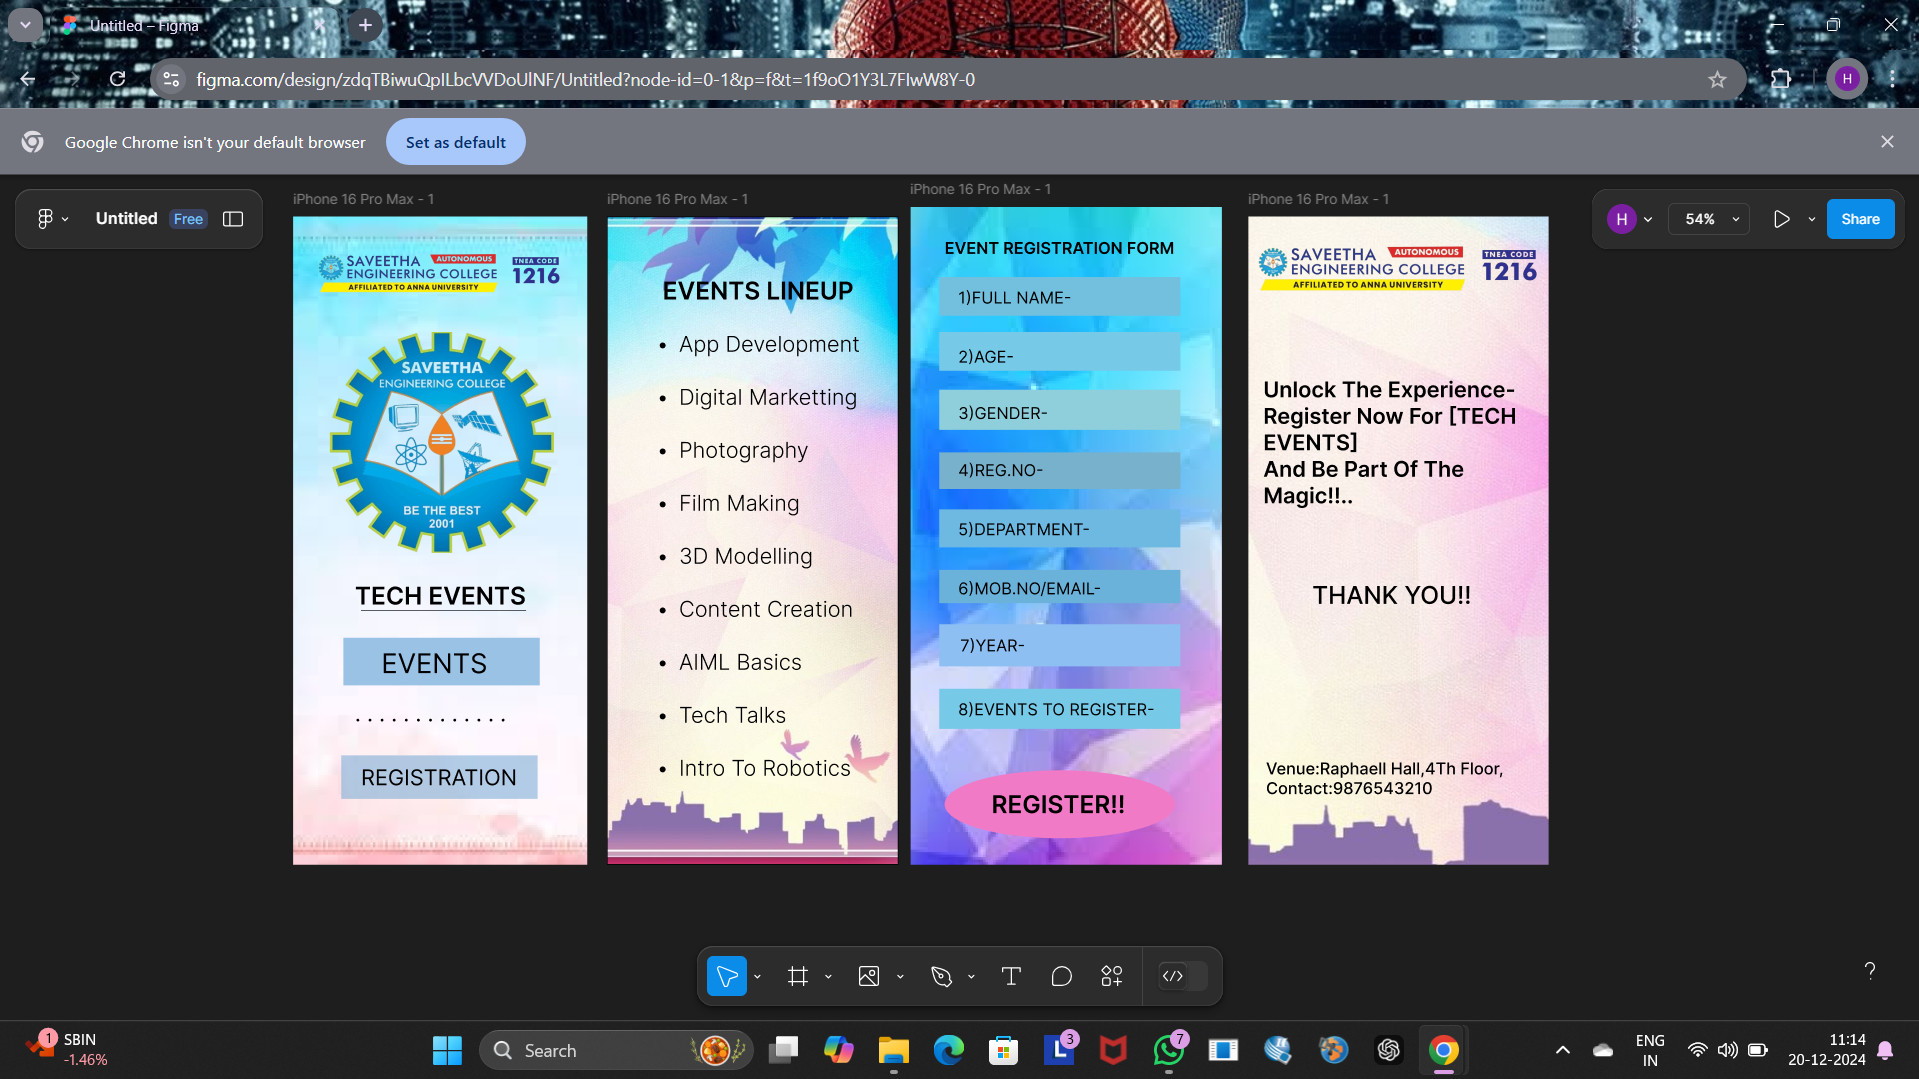 Untitled – Figma
figma.com/design/zdqTBiwuQpILbcVVDoUlNF/Untitled?node-id=0-1&p=f&t=1f9oO1Y3L7FIwW8Y-0
H
Google Chrome isn't your default browser
Set as default
Untitled
Free
H
54%
Share
iPhone 16 Pro Max - 1
SAVEETHA
AUTONOMOUS
ENGINEERING COLLEGE
AFFILIATED TO ANNA UNIVERSITY
TNEA CODE
1216
SAVEETHA
ENGINEERING COLLEGE
BE THE BEST
2001
TECH EVENTS
EVENTS
.............
REGISTRATION
iPhone 16 Pro Max - 1
EVENTS LINEUP
• App Development
• Digital Marketting
• Photography
• Film Making
• 3D Modelling
• Content Creation
• AIML Basics
• Tech Talks
• Intro To Robotics
iPhone 16 Pro Max - 1
EVENT REGISTRATION FORM
1)FULL NAME-
2)AGE-
3)GENDER-
4)REG.NO-
5)DEPARTMENT-
6)MOB.NO/EMAIL-
7)YEAR-
8)EVENTS TO REGISTER-
REGISTER!!
iPhone 16 Pro Max - 1
SAVEETHA
AUTONOMOUS
ENGINEERING COLLEGE
AFFILIATED TO ANNA UNIVERSITY
TNEA CODE
1216
Unlock The Experience-
Register Now For [TECH
EVENTS]
And Be Part Of The
Magic!!..
THANK YOU!!
Venue:Raphaell Hall,4Th Floor,
Contact:9876543210
?
1
SBIN
-1.46%
Search
3
7
ENG
IN
11:14
20-12-2024